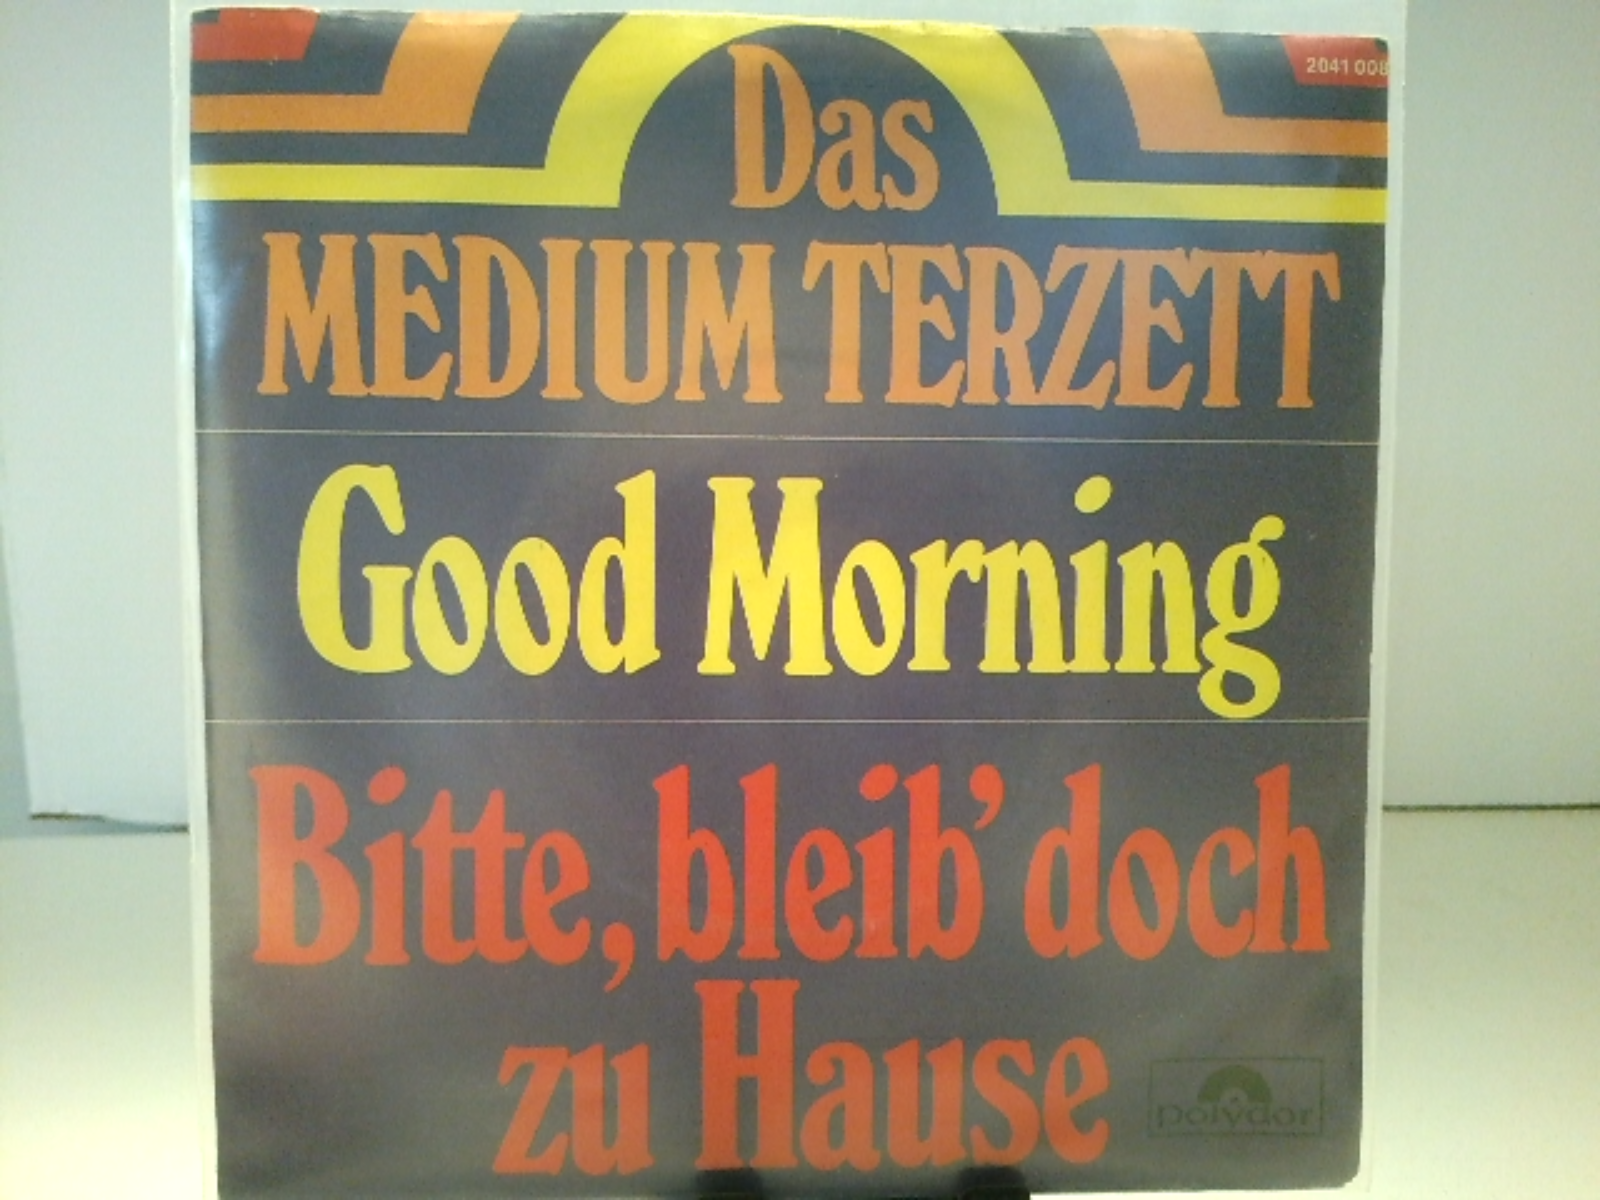 2041 008
Das
MEDIUM TERZETT
Good Morning
Bitte, bleib' doch
zu Hause
polydor